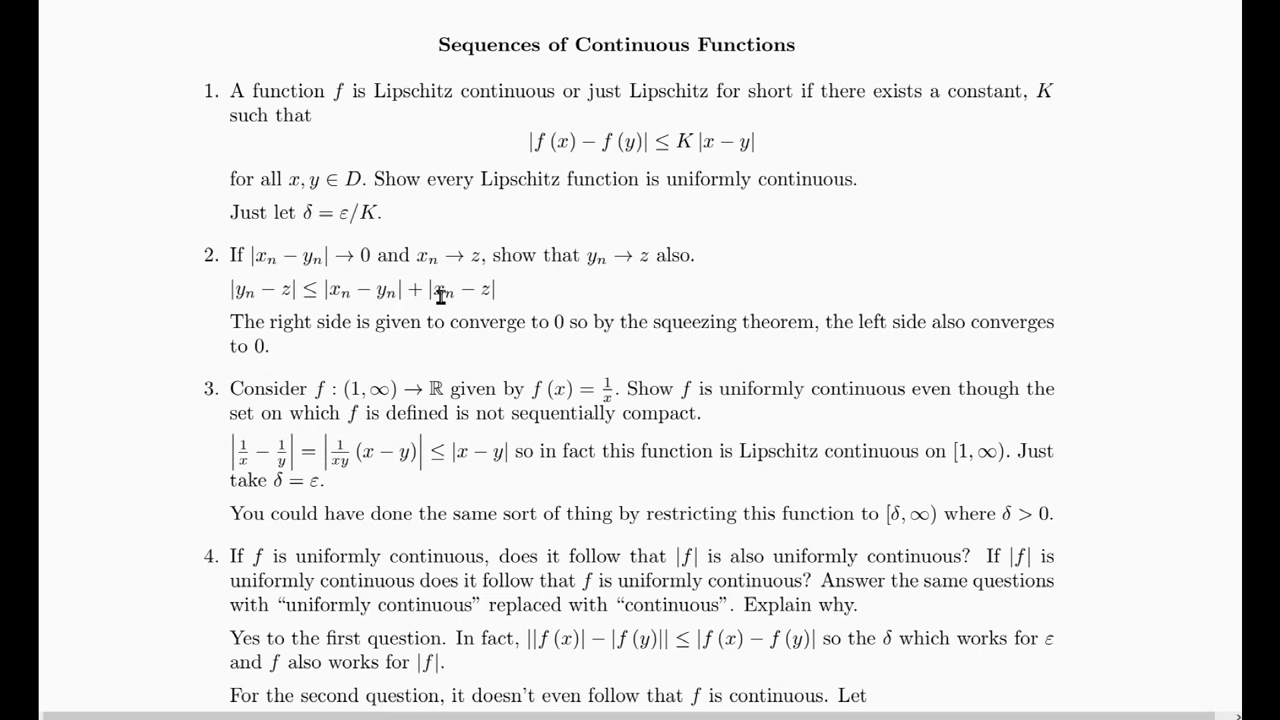 Sequences of Continuous Functions
1. A function f is Lipschitz continuous or just Lipschitz for short if there exists a constant, K
such that
|f (x) − f (y)| ≤ K |x − y|
for all x, y ∈ D. Show every Lipschitz function is uniformly continuous.
Just let δ = ε/K.
2. If |xₙ − yₙ| → 0 and xₙ → z, show that yₙ → z also.
|yₙ − z| ≤ |xₙ − yₙ| + |xₙ − z|
The right side is given to converge to 0 so by the squeezing theorem, the left side also converges
to 0.
3. Consider f : (1, ∞) → ℝ given by f (x) = 1/x. Show f is uniformly continuous even though the
set on which f is defined is not sequentially compact.
|1/x − 1/y| = |1/xy (x − y)| ≤ |x − y| so in fact this function is Lipschitz continuous on [1, ∞). Just
take δ = ε.
You could have done the same sort of thing by restricting this function to [δ, ∞) where δ > 0.
4. If f is uniformly continuous, does it follow that |f| is also uniformly continuous? If |f| is
uniformly continuous does it follow that f is uniformly continuous? Answer the same questions
with “uniformly continuous” replaced with “continuous”. Explain why.
Yes to the first question. In fact, ||f (x)| − |f (y)|| ≤ |f (x) − f (y)| so the δ which works for ε
and f also works for |f|.
For the second question, it doesn't even follow that f is continuous. Let